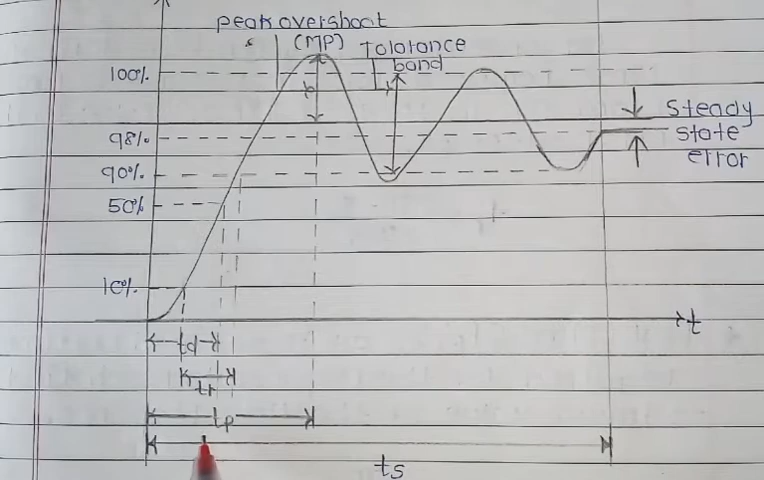 peak overshoot
(MP)
Tolorance
band
100%
98%
90%
50%
10%
Steady
state
error
t
td
tr
tp
ts